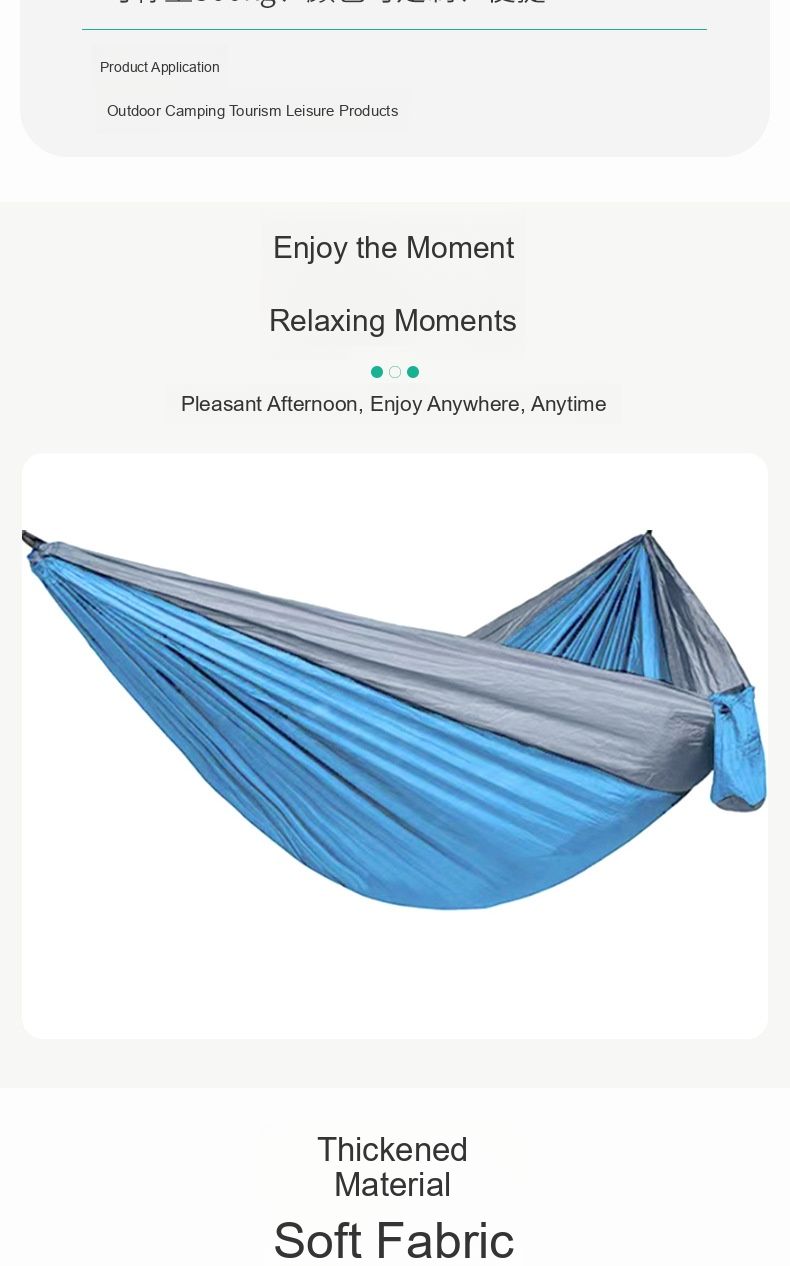 Product Application
Outdoor Camping Tourism Leisure Products
Enjoy the Moment
Relaxing Moments
Pleasant Afternoon, Enjoy Anywhere, Anytime
Thickened
Material
Soft Fabric